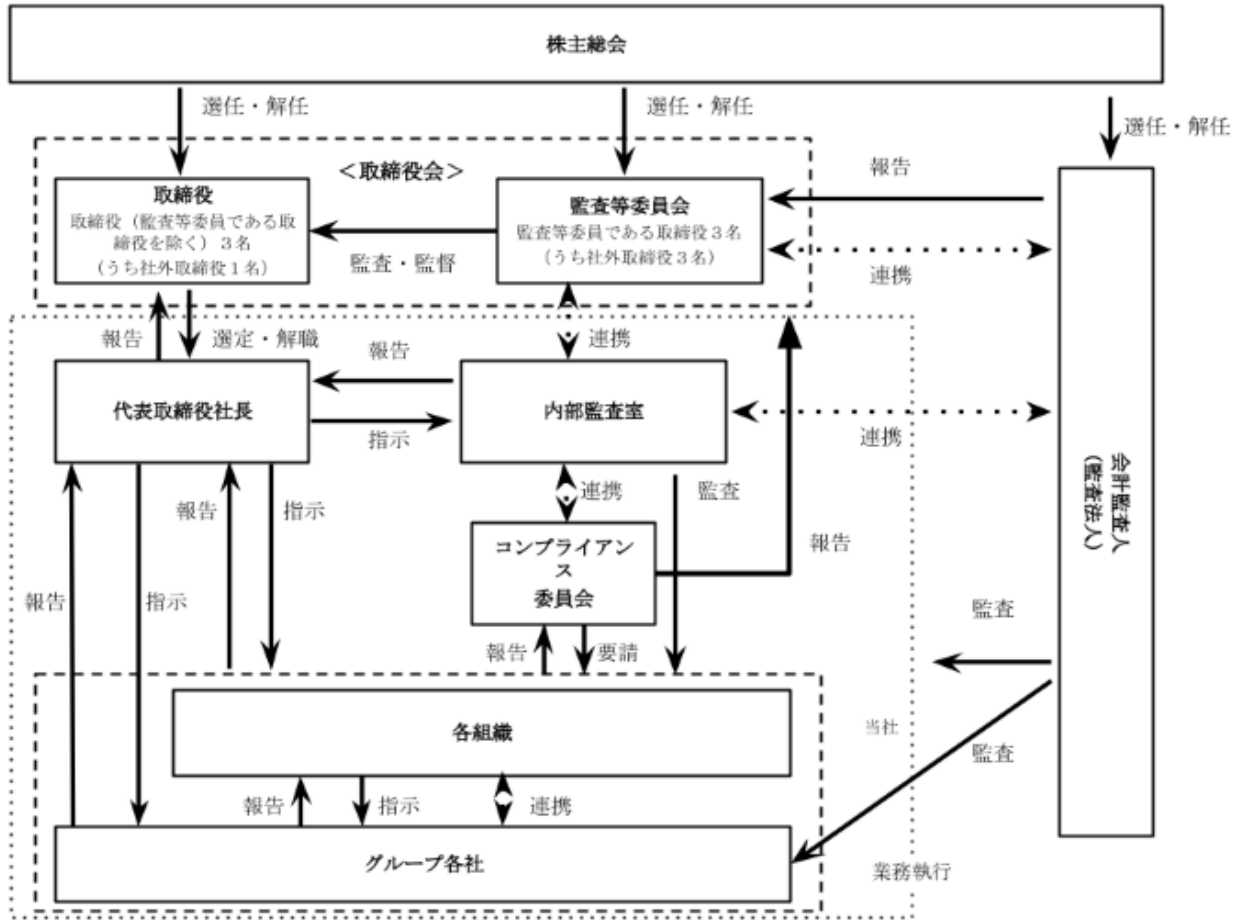 株主総会
選任・解任
選任・解任
選任・解任
＜取締役会＞
取締役
取締役（監査等委員である取
締役を除く）３名
（うち社外取締役１名）
監査等委員会
監査等委員である取締役３名
（うち社外取締役３名）
監査・監督
報告
連携
報告
選定・解職
連携
代表取締役社長
報告
指示
内部監査室
連携
会計監査人
（監査法人）
報告
指示
連携
監査
コンプライアン
ス
委員会
報告
報告
指示
報告
要請
監査
各組織
当社
監査
報告
指示
連携
グループ各社
業務執行